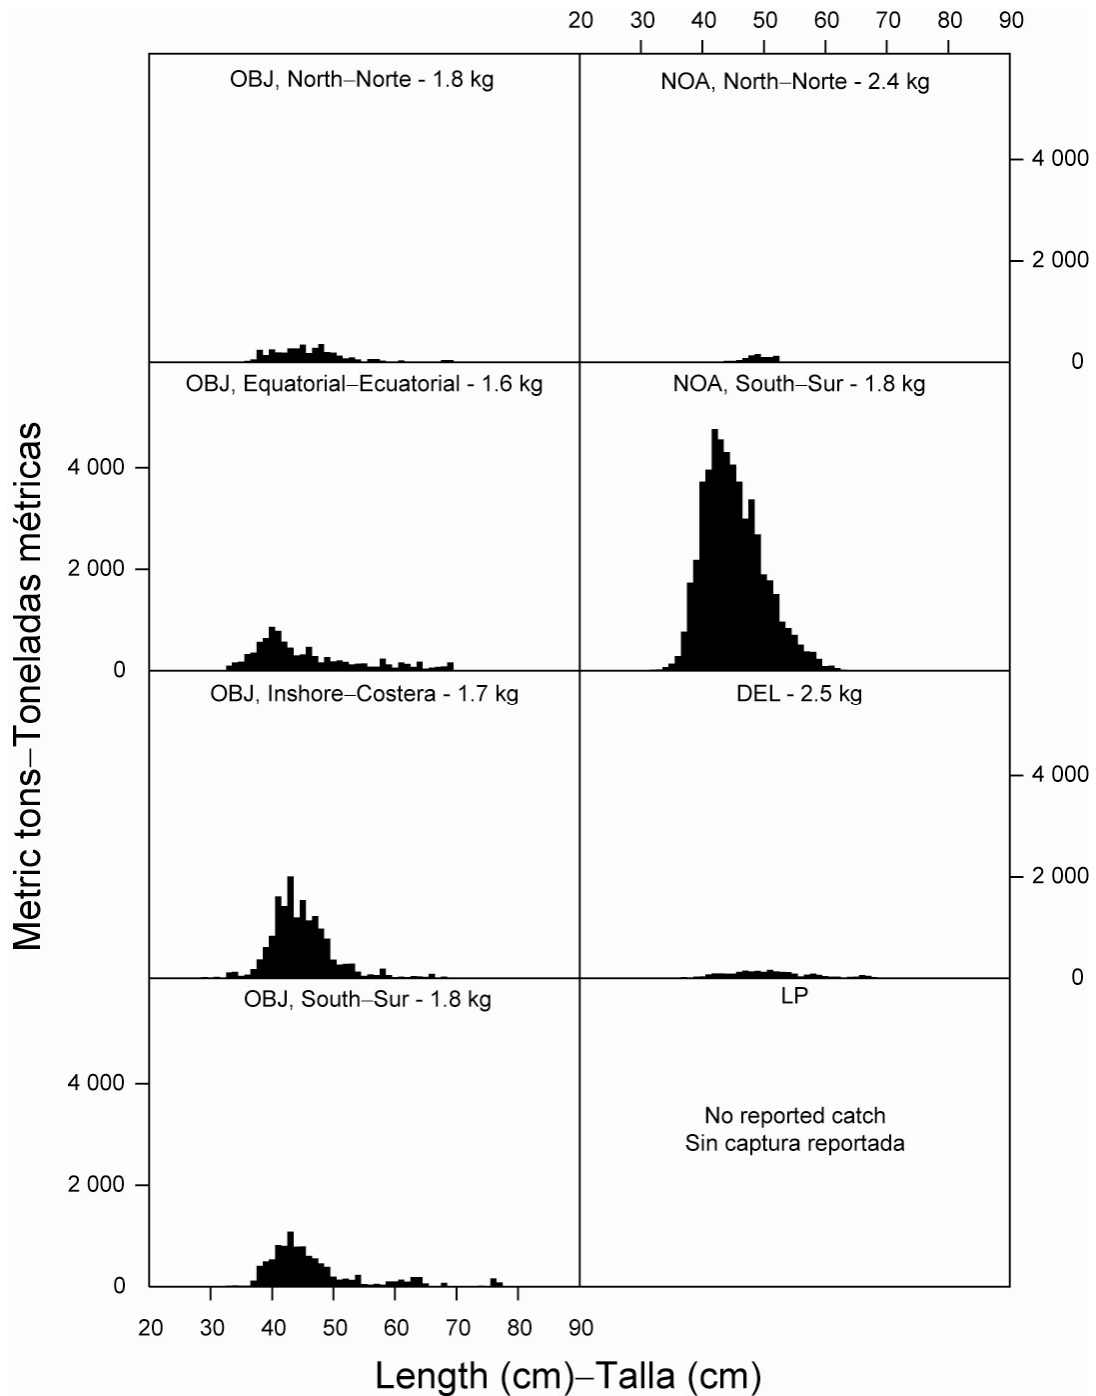 20 30 40 50 60 70 80 90
OBJ, North–Norte - 1.8 kg
NOA, North–Norte - 2.4 kg
4 000
2 000
0
OBJ, Equatorial–Ecuatorial - 1.6 kg
NOA, South–Sur - 1.8 kg
4 000
2 000
0
OBJ, Inshore–Costera - 1.7 kg
DEL - 2.5 kg
4 000
2 000
0
OBJ, South–Sur - 1.8 kg
LP
4 000
No reported catch
Sin captura reportada
2 000
0
20 30 40 50 60 70 80 90
Metric tons–Toneladas métricas
Length (cm)–Talla (cm)